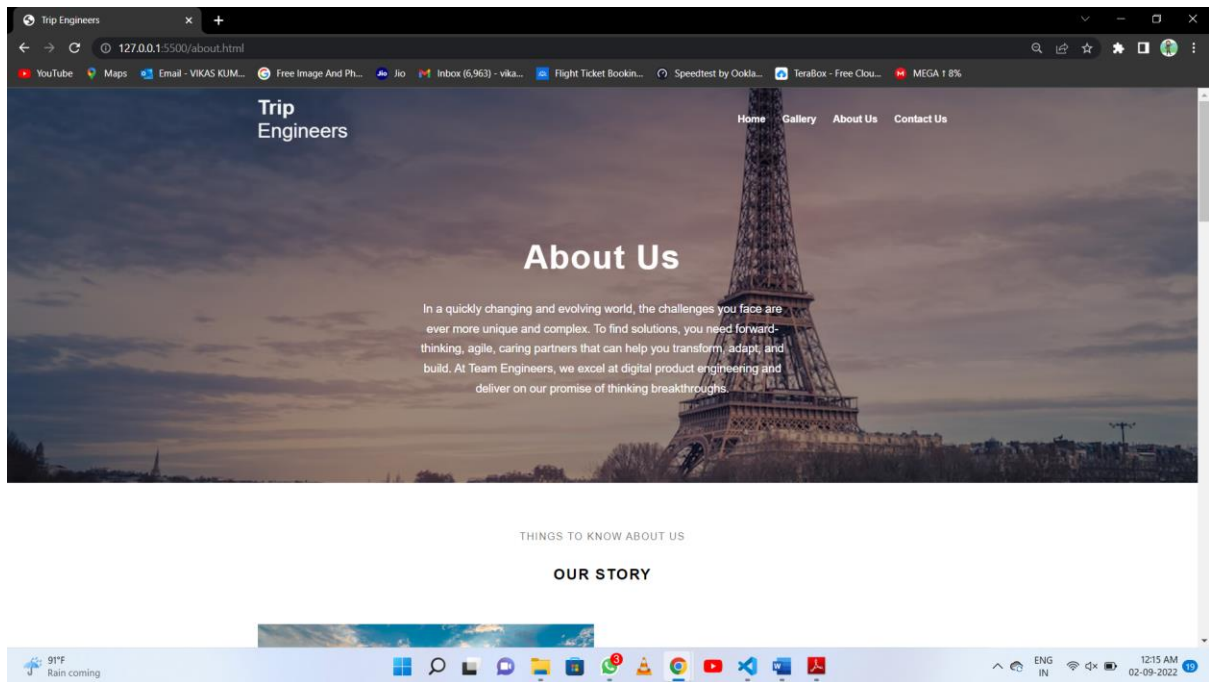 Trip Engineers
127.0.0.1:5500/about.html
YouTube Maps Email - VIKAS KUM... Free Image And Ph... Jio Jio Inbox (6,963) - vika... Flight Ticket Bookin... Speedtest by Ookla... TeraBox - Free Clou... M MEGA 1 8%
Trip
Engineers
Home Gallery About Us Contact Us
About Us
In a quickly changing and evolving world, the challenges you face are
ever more unique and complex. To find solutions, you need forward-
thinking, agile, caring partners that can help you transform, adapt, and
build. At Team Engineers, we excel at digital product engineering and
deliver on our promise of thinking breakthroughs.
THINGS TO KNOW ABOUT US
OUR STORY
91°F
Rain coming
3
W
ENG
IN
12:15 AM
02-09-2022
19